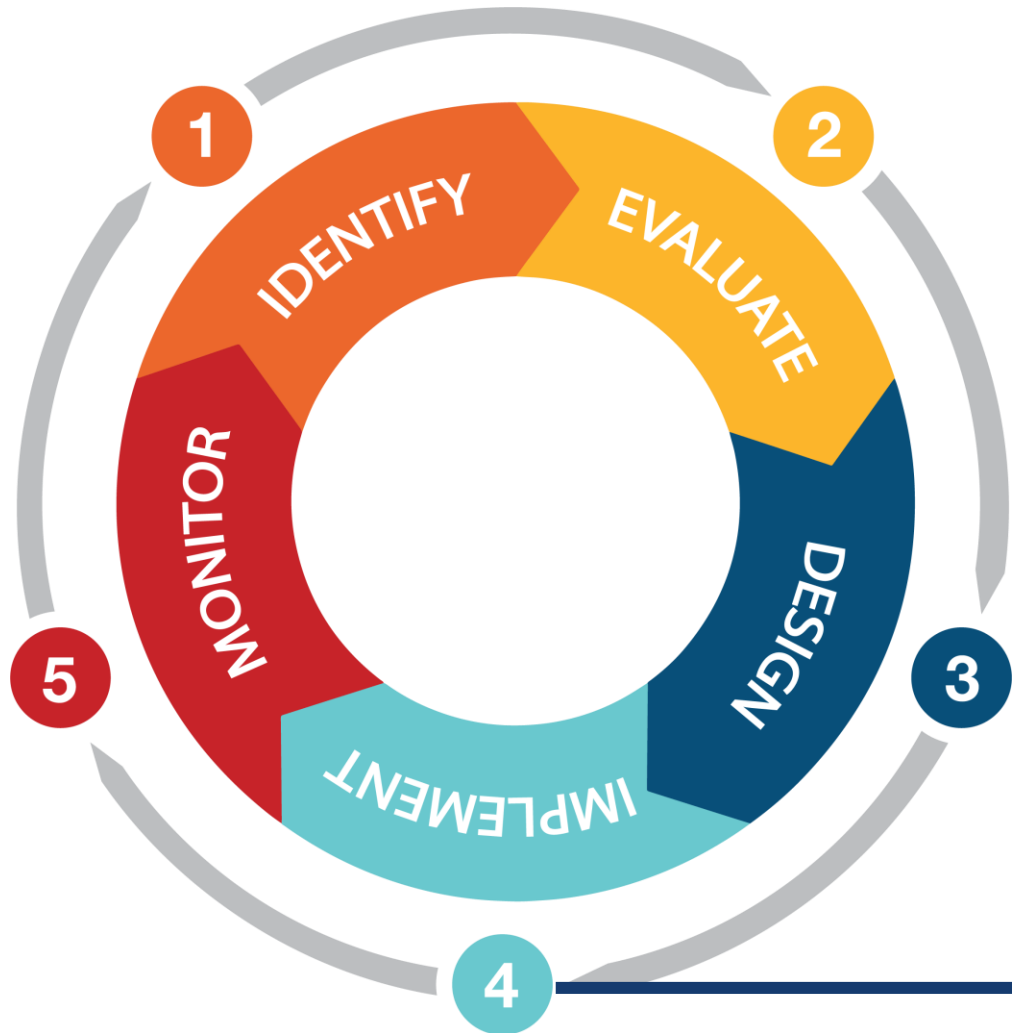 1
IDENTIFY
2
EVALUATE
3
DESIGN
4
IMPLEMENT
5
MONITOR